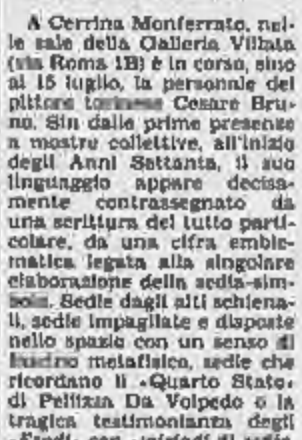 A Cerrina Monferrato, nel-
le sale della Galleria Villata
(via Roma 1B) è in corso, sino
al 15 luglio, la personale del
pittore torinese Cesare Bru-
no. Sin dalle prime presenze
a mostre collettive, all'inizio
degli Anni Settanta, il suo
linguaggio appare decisa-
mente contrassegnato da
una scrittura del tutto parti-
colare, da una cifra emble-
matica legata alla singolare
elaborazione della sedia-sim-
bolo. Sedie dagli alti schiena-
li, sedie impagliate e disposte
nello spazio con un senso di
metafisico, sedie che
ricordano il «Quarto Stato»
di Pellizza Da Volpedo o la
tragica testimonianza degli